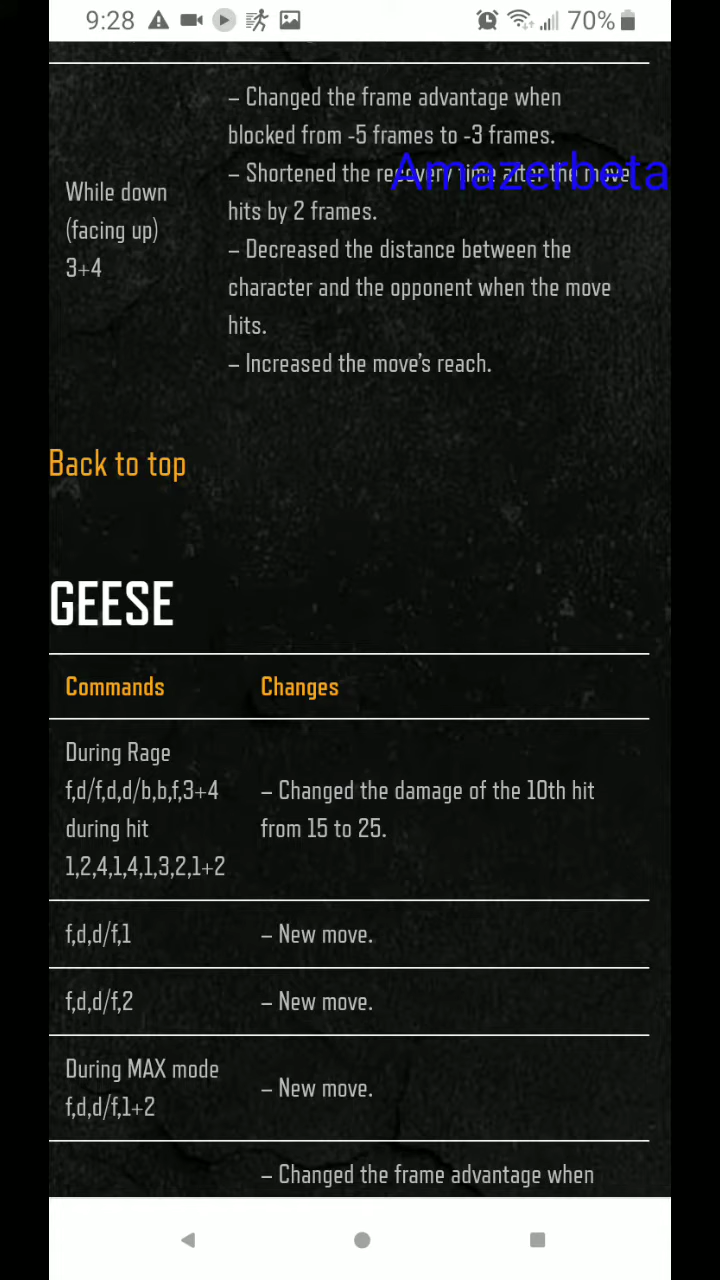 9:28
70%
– Changed the frame advantage when
blocked from -5 frames to -3 frames.
Amazerbeta
– Shortened the recovery time after the move
hits by 2 frames.
– Decreased the distance between the
character and the opponent when the move
hits.
– Increased the move's reach.
While down
(facing up)
3+4
Back to top
GEESE
Commands
Changes
During Rage
f,d/f,d,d/b,b,f,3+4
during hit
1,2,4,1,4,1,3,2,1+2
– Changed the damage of the 10th hit
from 15 to 25.
f,d,d/f,1
– New move.
f,d,d/f,2
– New move.
During MAX mode
f,d,d/f,1+2
– New move.
– Changed the frame advantage when